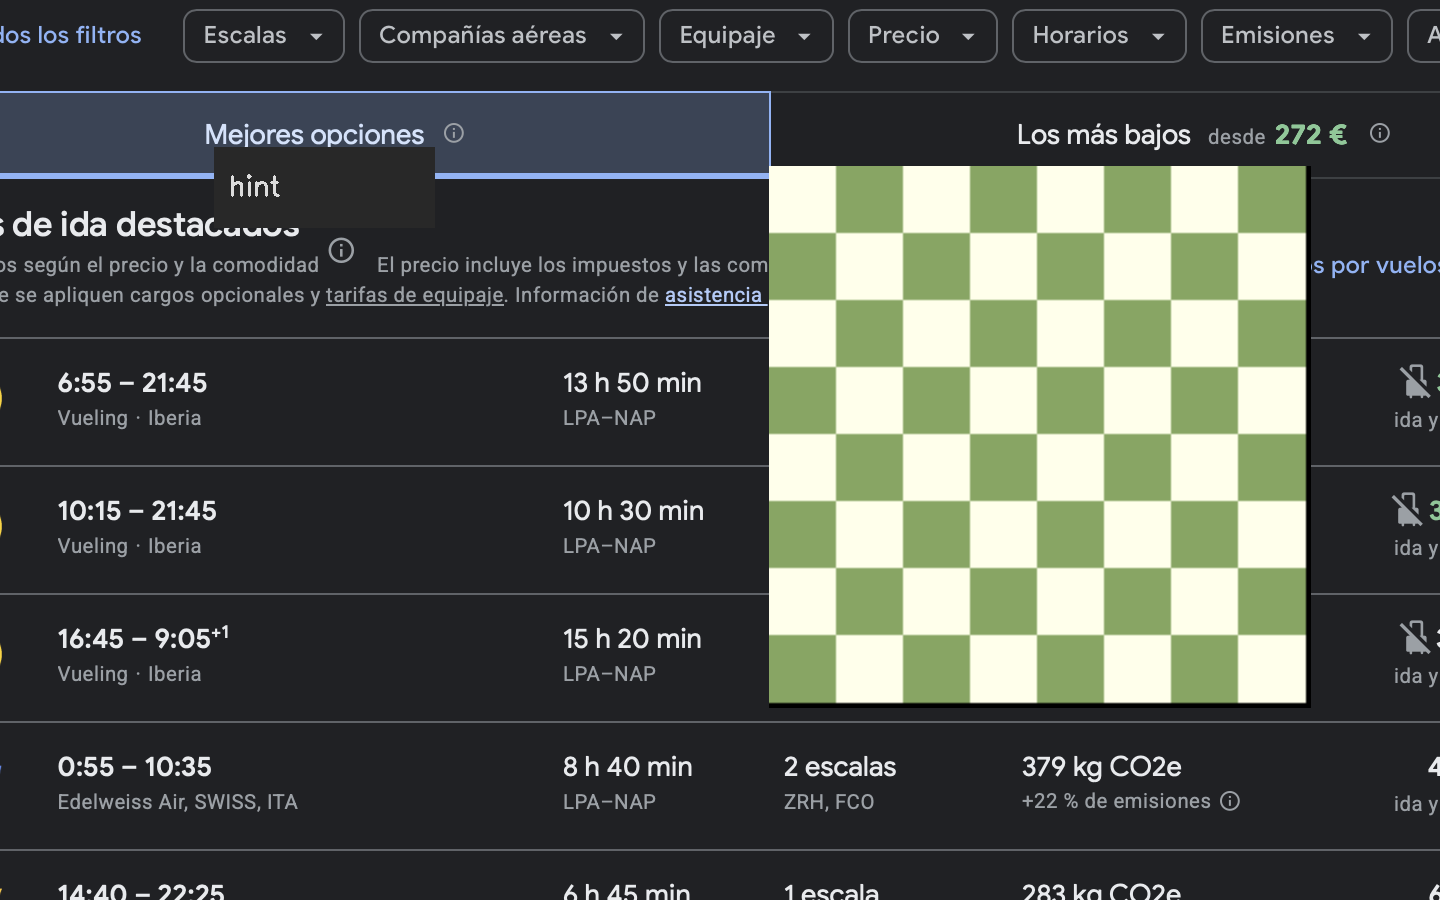 dos los filtros
Escalas
Compañías aéreas
Equipaje
Precio
Horarios
Emisiones
Mejores opciones
Los más bajos desde 272 €
hint
s de ida destacados
os según el precio y la comodidad
El precio incluye los impuestos y las com
s por vuelos
e se apliquen cargos opcionales y tarifas de equipaje. Información de asistencia
6:55 – 21:45
Vueling · Iberia
13 h 50 min
LPA–NAP
ida y
10:15 – 21:45
Vueling · Iberia
10 h 30 min
LPA–NAP
3
ida y
16:45 – 9:05+1
Vueling · Iberia
15 h 20 min
LPA–NAP
ida y
0:55 – 10:35
Edelweiss Air, SWISS, ITA
8 h 40 min
LPA–NAP
2 escalas
ZRH, FCO
379 kg CO2e
+22 % de emisiones
4
ida y
14:40 – 22:25
6 h 45 min
1 escala
283 kg CO2e
6